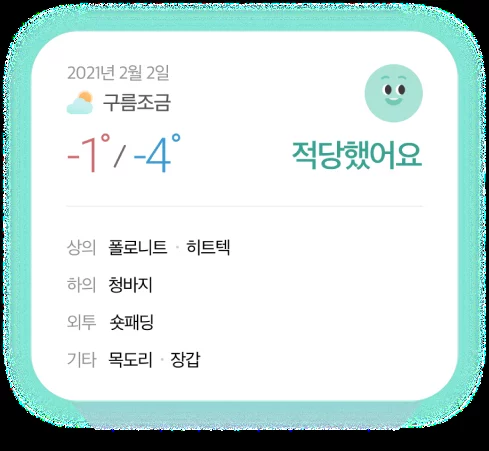 2021년 2월 2일
구름조금
-1°/-4°
적당했어요
상의 폴로니트 · 히트텍
하의 청바지
외투 숏패딩
기타 목도리 · 장갑